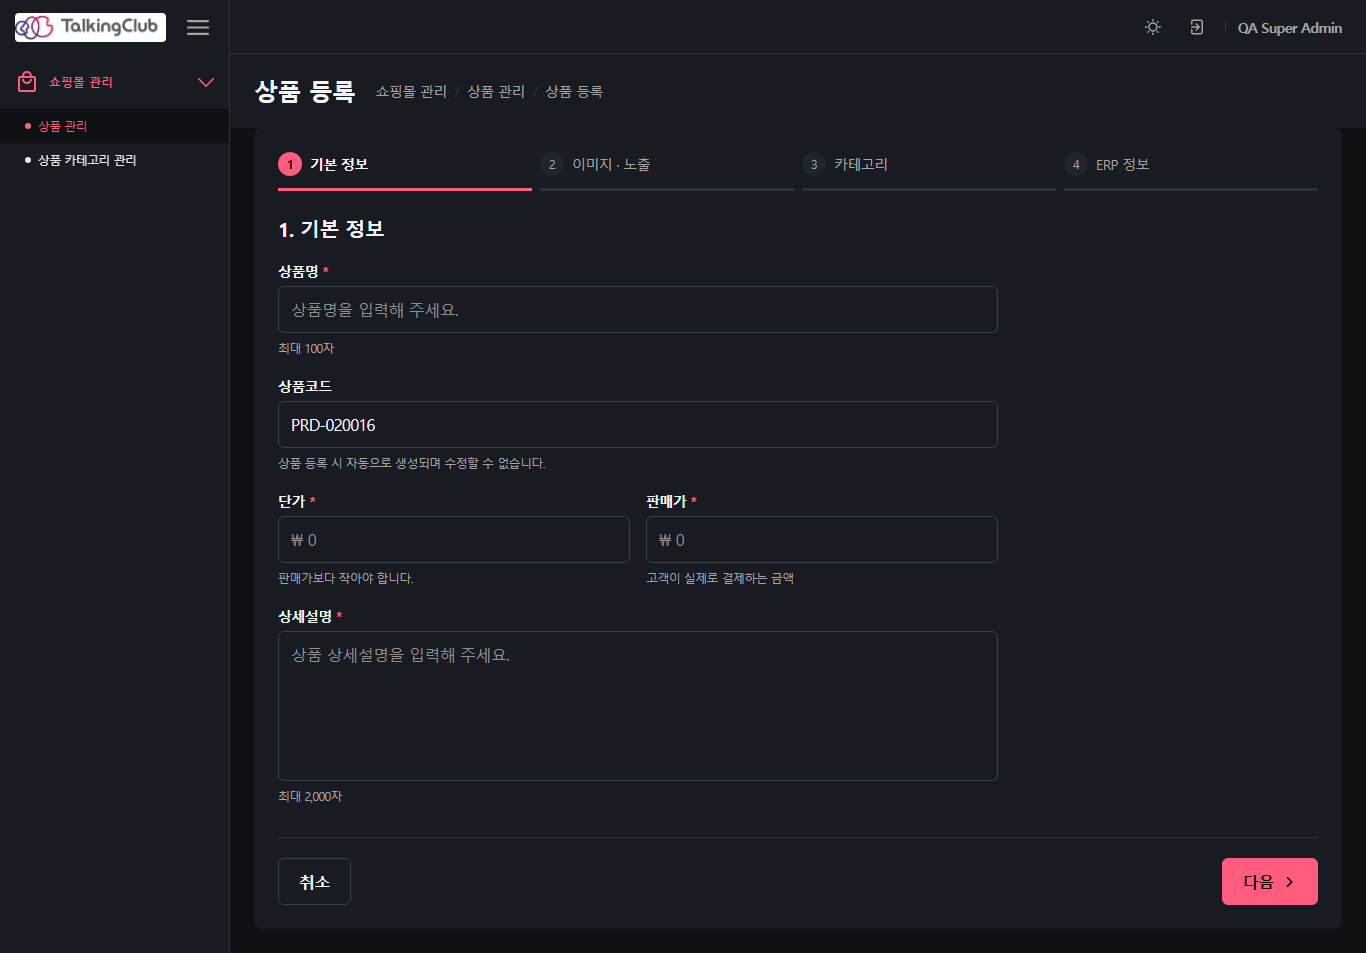 TalkingClub
QA Super Admin
쇼핑몰 관리
상품 관리
상품 카테고리 관리
상품 등록 쇼핑몰 관리 / 상품 관리 / 상품 등록
1 기본 정보
2 이미지 · 노출
3 카테고리
4 ERP 정보
1. 기본 정보
상품명 *
상품명을 입력해 주세요.
최대 100자
상품코드
PRD-020016
상품 등록 시 자동으로 생성되며 수정할 수 없습니다.
단가 *
₩ 0
판매가보다 작아야 합니다.
판매가 *
₩ 0
고객이 실제로 결제하는 금액
상세설명 *
상품 상세설명을 입력해 주세요.
최대 2,000자
취소
다음